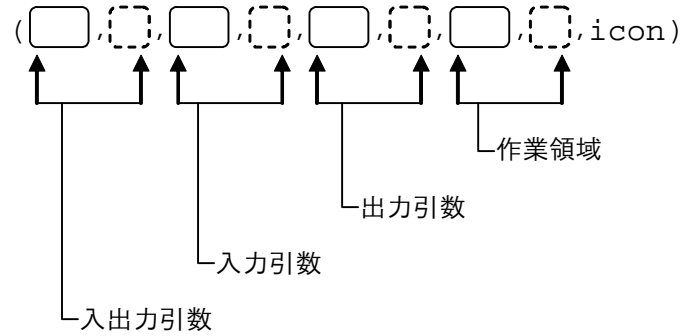 ( , , , , , , , ,icon)
作業領域
出力引数
入力引数
入出力引数